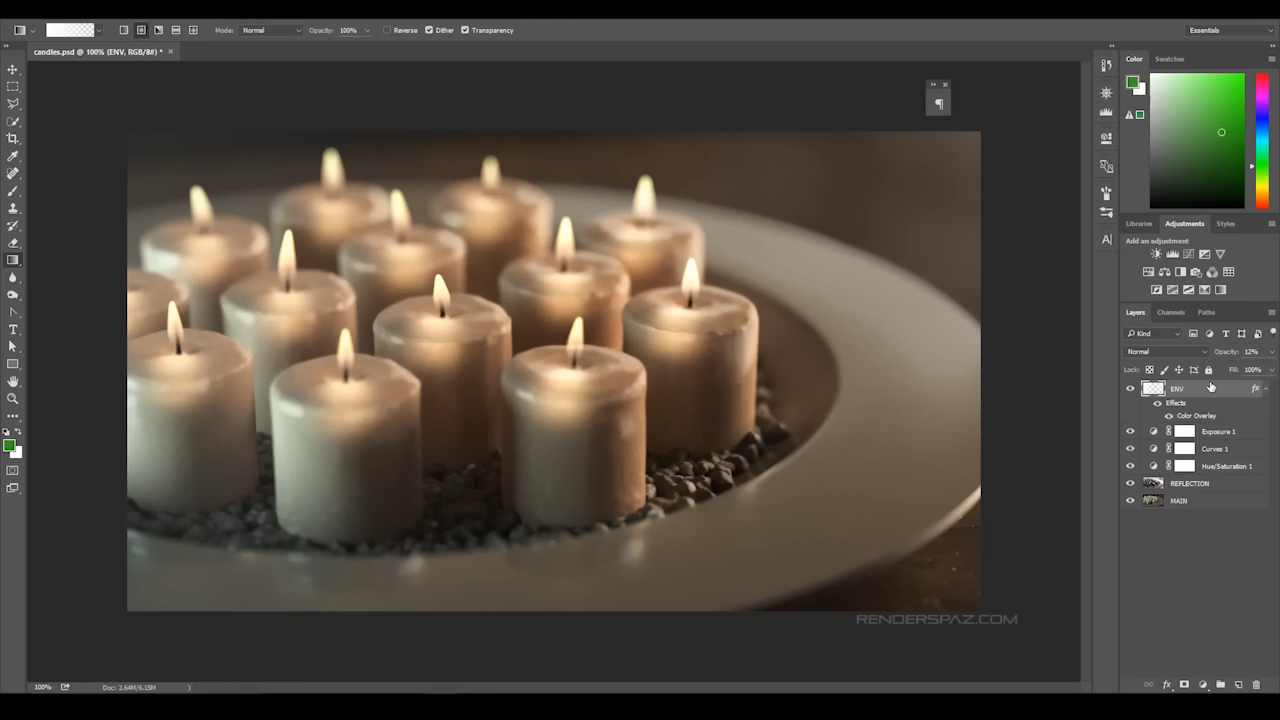 Mode: Normal Opacity: 100% Reverse Dither Transparency Essentials
candles.psd @ 100% (ENV, RGB/8#) *
Color Swatches
Libraries Adjustments Styles
Add an adjustment
Layers Channels Paths
Kind
Normal Opacity: 12%
Lock: Fill: 100%
ENV fx
Effects
Color Overlay
Exposure 1
Curves 1
Hue/Saturation 1
REFLECTION
MAIN
RENDERSPAZ.COM
100% Doc: 2.64M/6.15M